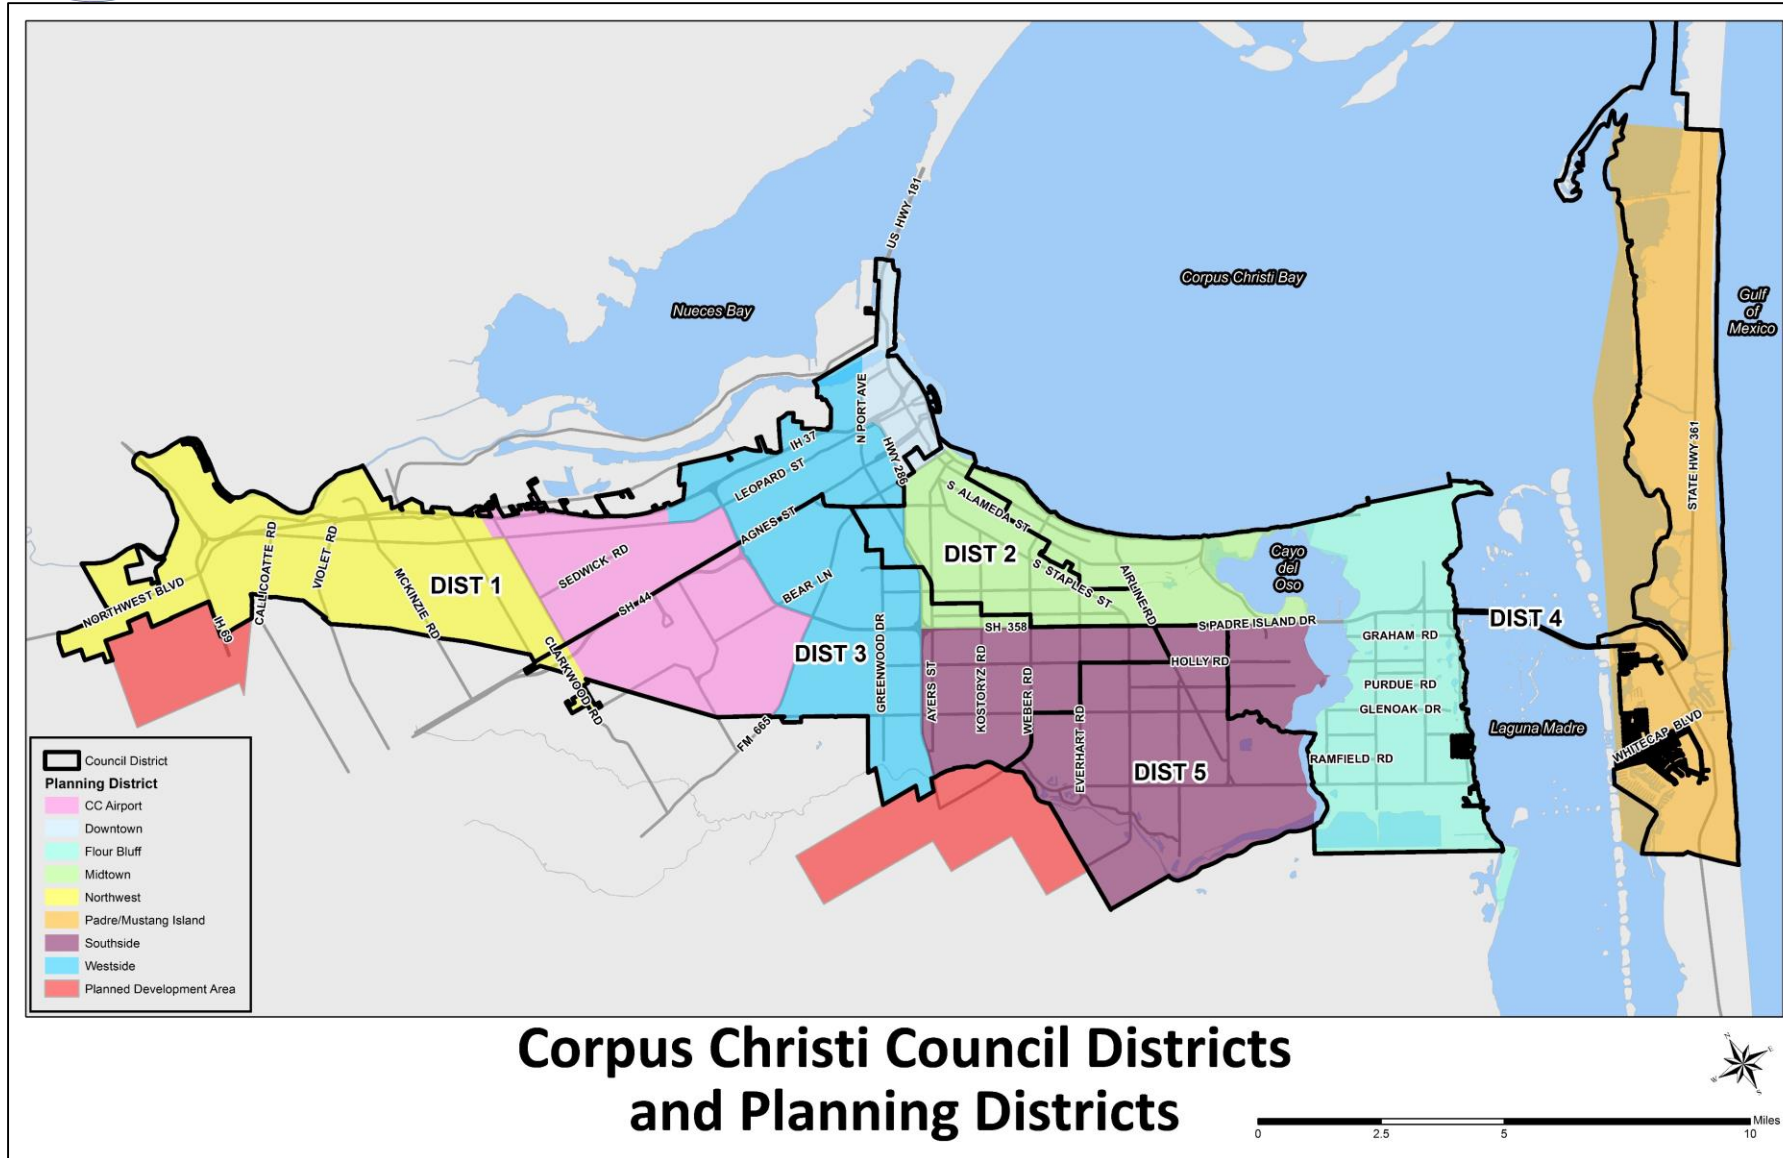 US HWY 181
Corpus Christi Bay
Nueces Bay
Gulf
of
Mexico
N PORT AVE
IH 37
HWY 286
LEOPARD ST
STATE HWY 361
S ALAMEDA ST
AGNES ST
CALLICOATTE RD
VIOLET RD
SEDWICK RD
DIST 2
Cayo
del
Oso
MCKINZIE RD
DIST 1
BEAR LN
S STAPLES ST
AIRLINE RD
NORTHWEST BLVD
SH 44
IH 69
DIST 4
SH 358
S PADRE ISLAND DR
GRAHAM RD
DIST 3
GREENWOOD DR
CLARKWOOD RD
HOLLY RD
AYERS ST
KOSTORYZ RD
WEBER RD
PURDUE RD
GLENOAK DR
FM 665
EVERHART RD
Laguna Madre
WHITECAP BLVD
RAMFIELD RD
DIST 5
Council District
Planning District
CC Airport
Downtown
Flour Bluff
Midtown
Northwest
Padre/Mustang Island
Southside
Westside
Planned Development Area
Corpus Christi Council Districts
and Planning Districts
N
E
W
S
Miles
0 2.5 5 10